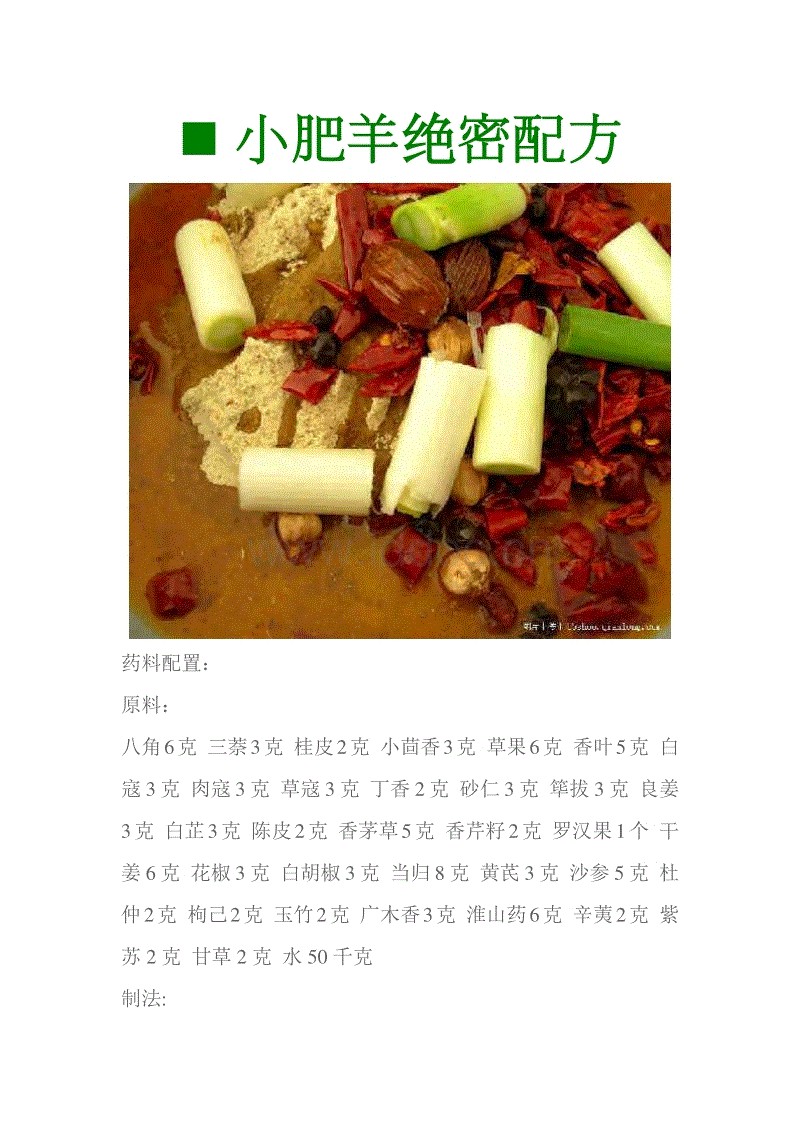 ■ 小肥羊绝密配方
药料配置：
原料：
八角6克 三萘3克 桂皮2克 小茴香3克 草果6克 香叶5克 白
寇3克 肉寇3克 草寇3克 丁香2克 砂仁3克 筚拔3克 良姜
3克 白芷3克 陈皮2克 香茅草5克 香芹籽2克 罗汉果1个 干
姜6克 花椒3克 白胡椒3克 当归8克 黄芪3克 沙参5克 杜
仲2克 枸己2克 玉竹2克 广木香3克 淮山药6克 辛荑2克 紫
苏2克 甘草2克 水50千克
制法: